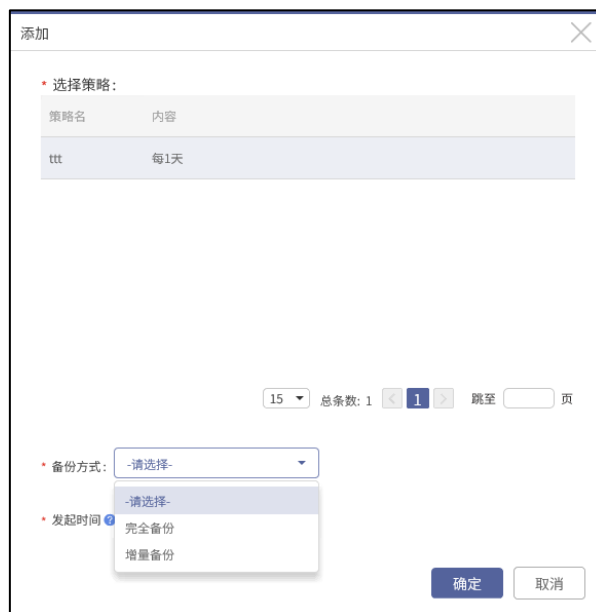 添加
* 选择策略:
策略名 内容
ttt 每1天
15 总条数: 1 < 1 > 跳至 页
* 备份方式: -请选择-
-请选择-
* 发起时间 ?
完全备份
增量备份
确定 取消